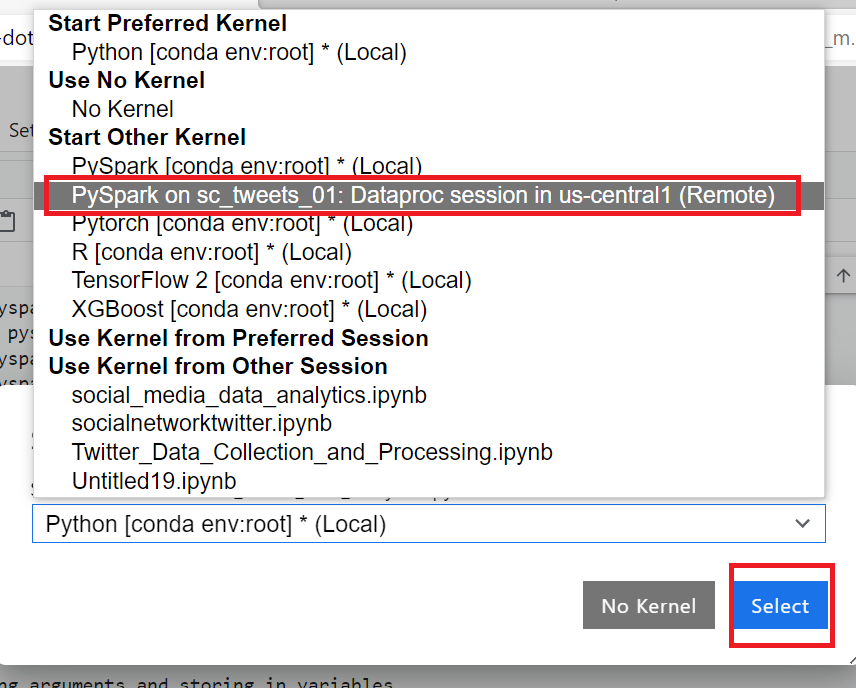 -dot
_m.
Start Preferred Kernel
Python [conda env:root] * (Local)
Use No Kernel
No Kernel
Set
Start Other Kernel
PySpark [conda env:root] * (Local)
PySpark on sc_tweets_01: Dataproc session in us-central1 (Remote)
Pytorch [conda env:root] * (Local)
R [conda env:root] * (Local)
TensorFlow 2 [conda env:root] * (Local)
XGBoost [conda env:root] * (Local)
Use Kernel from Preferred Session
Use Kernel from Other Session
social_media_data_analytics.ipynb
socialnetworktwitter.ipynb
Twitter_Data_Collection_and_Processing.ipynb
Untitled19.ipynb
Python [conda env:root] * (Local)
No Kernel
Select
ng arguments and storing in variables